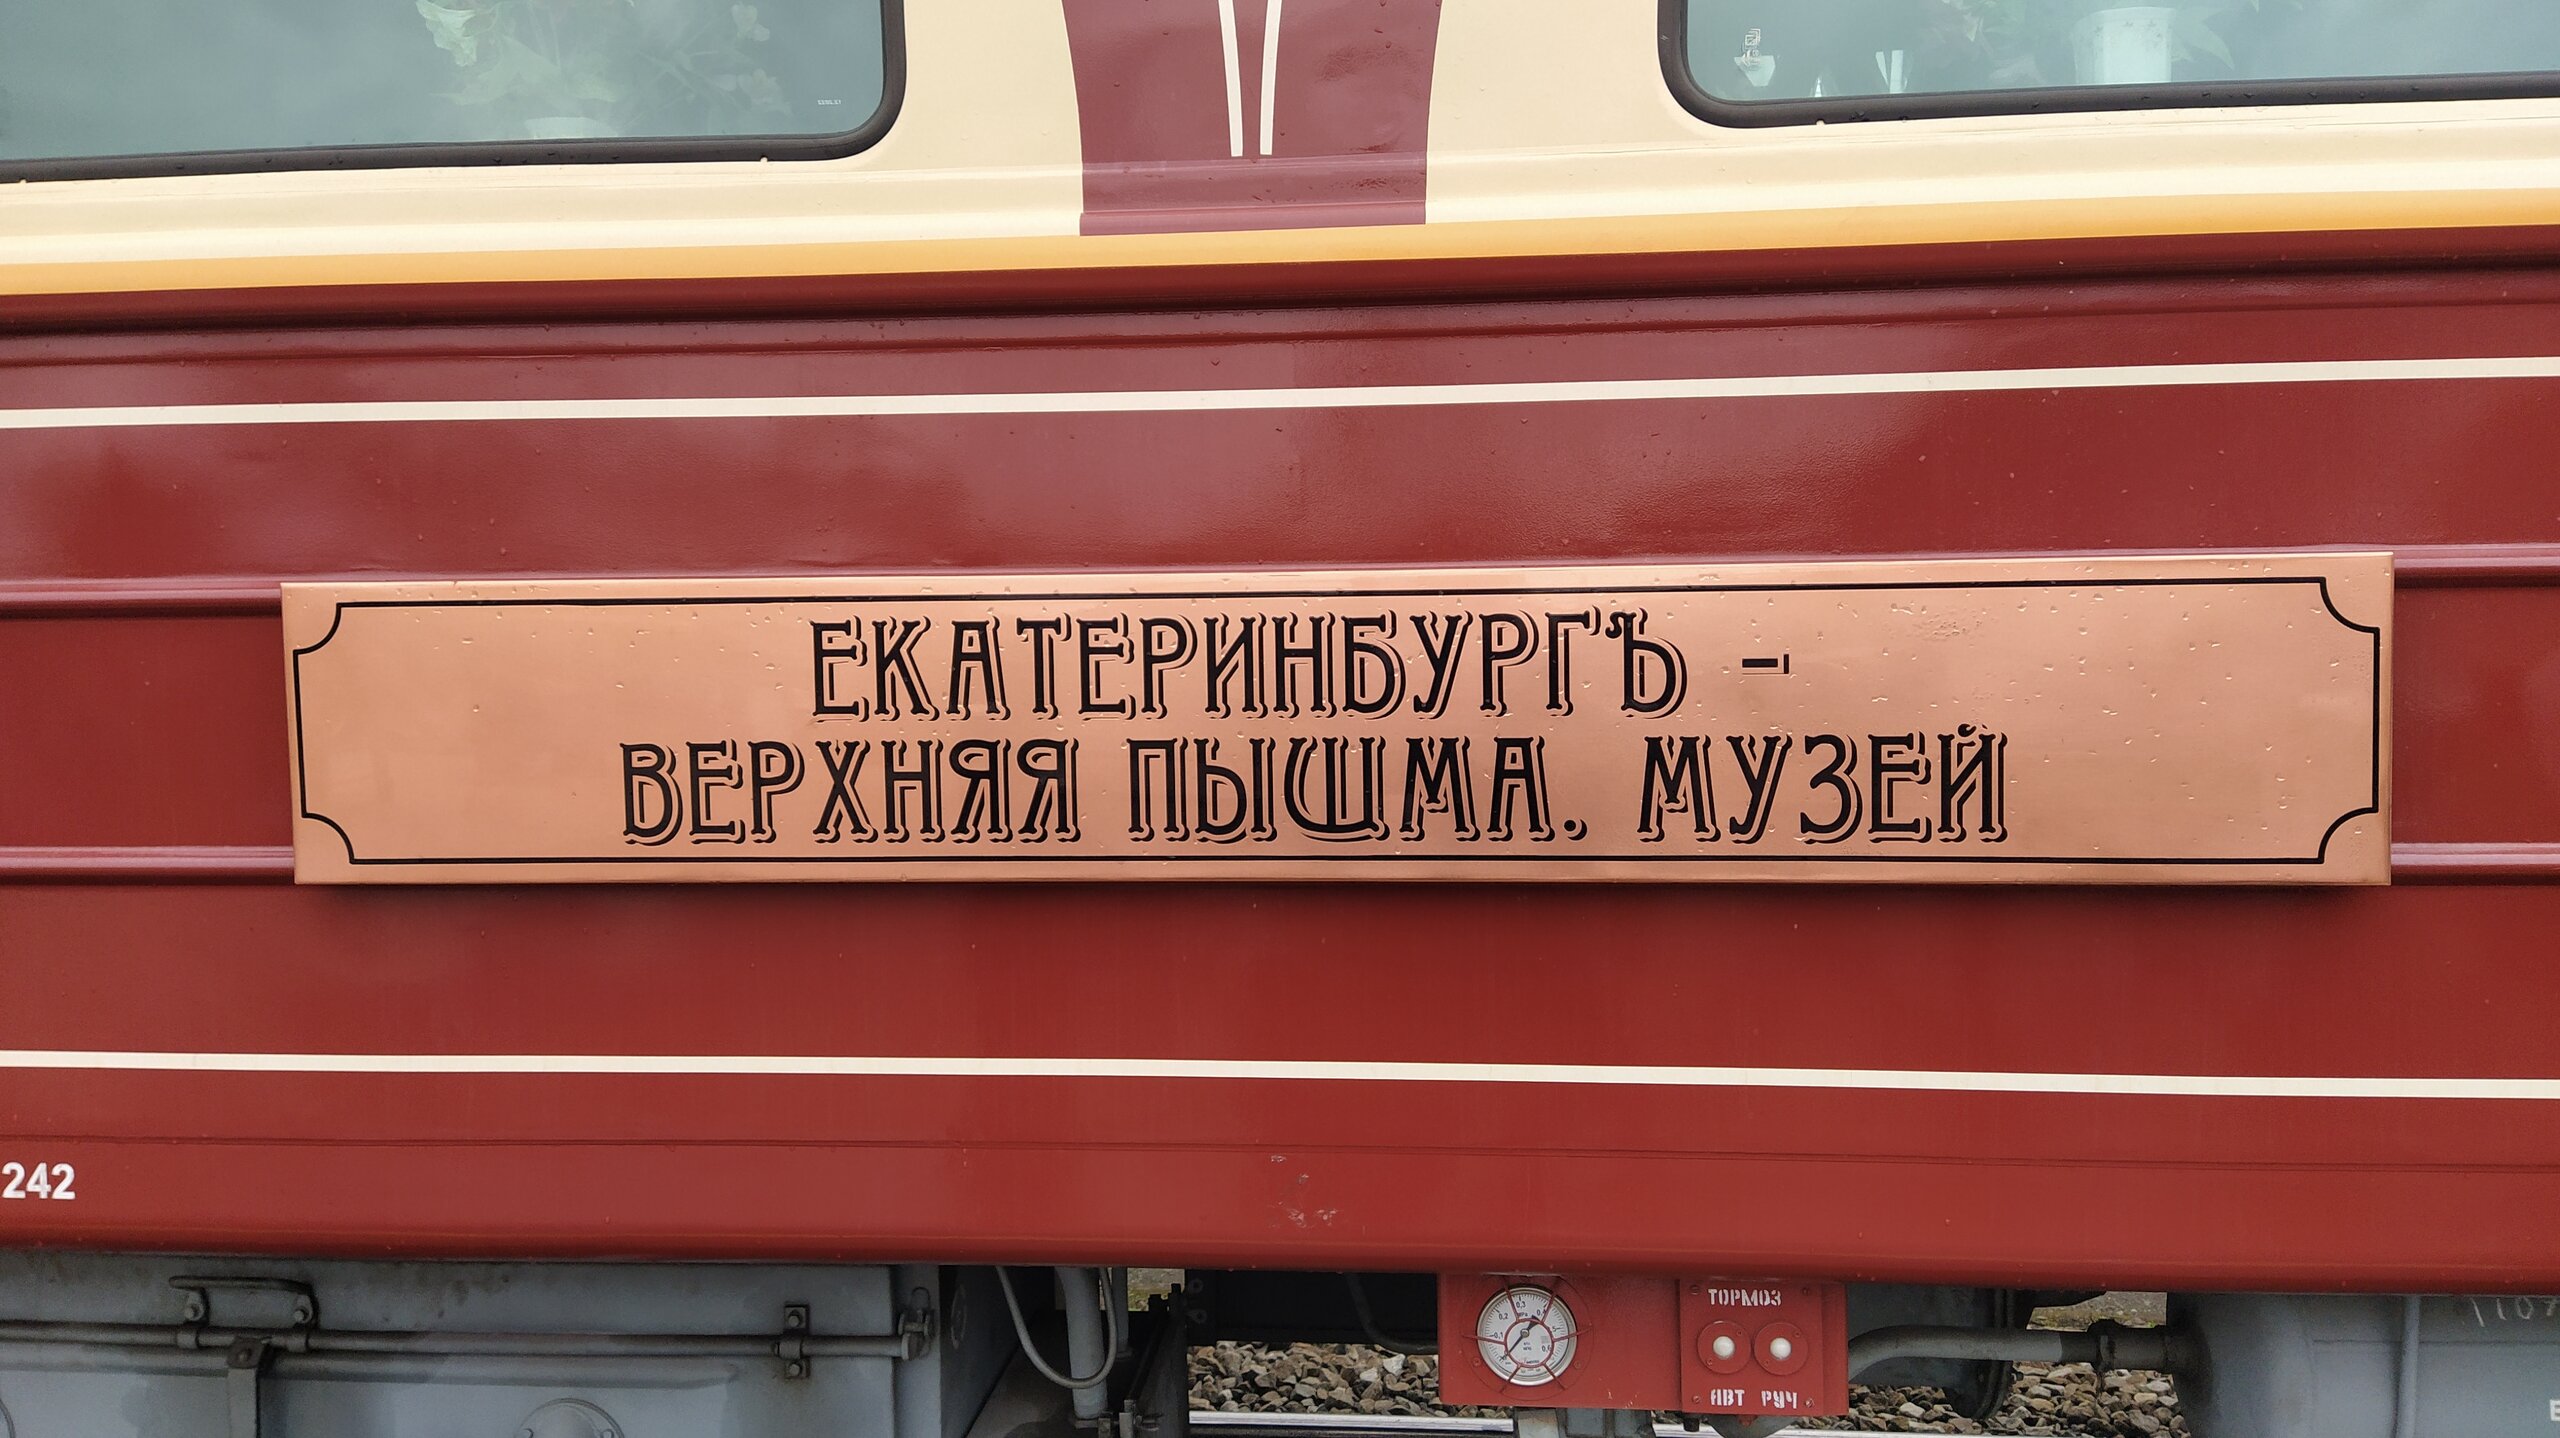 ЕКАТЕРИНБУРГЪ –
ВЕРХНЯЯ ПЫШМА. МУЗЕЙ
242
ТОРМОЗ
АВТ РУЧ